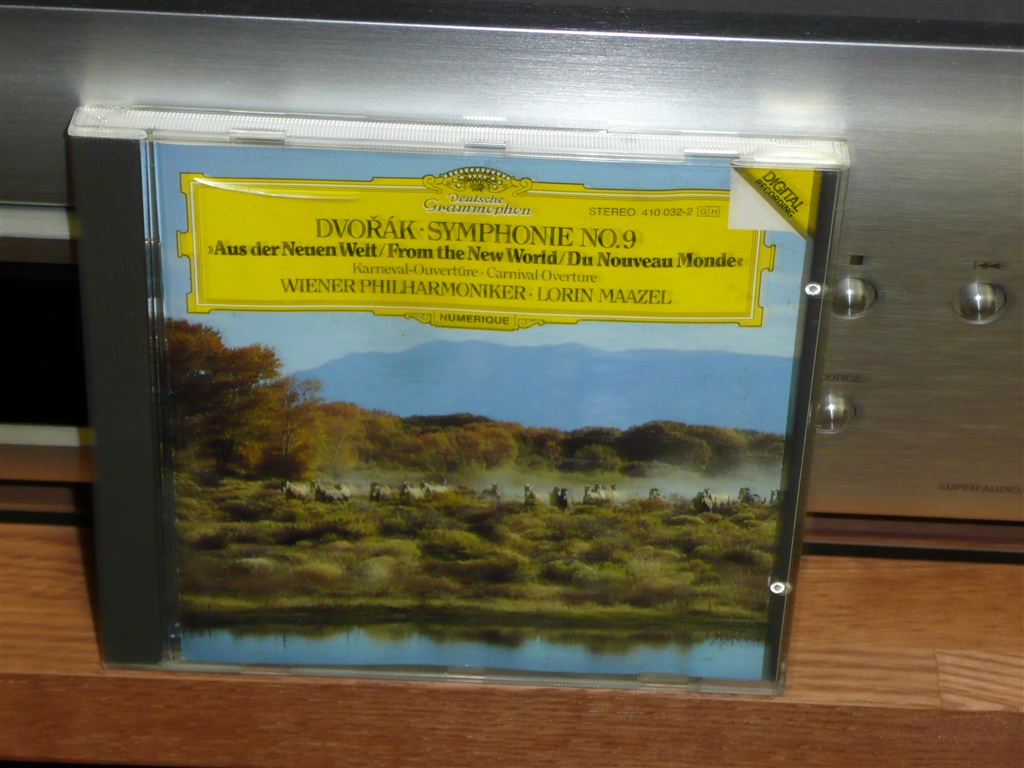 Deutsche
Grammophon
STEREO 410 032-2 GH
DIGITAL
RECORDING
DVOŘÁK · SYMPHONIE NO. 9
»Aus der Neuen Welt/From the New World/Du Nouveau Monde«
Karneval-Ouvertüre · Carnival Overture
WIENER PHILHARMONIKER · LORIN MAAZEL
NUMERIQUE
SUPER AUDIO